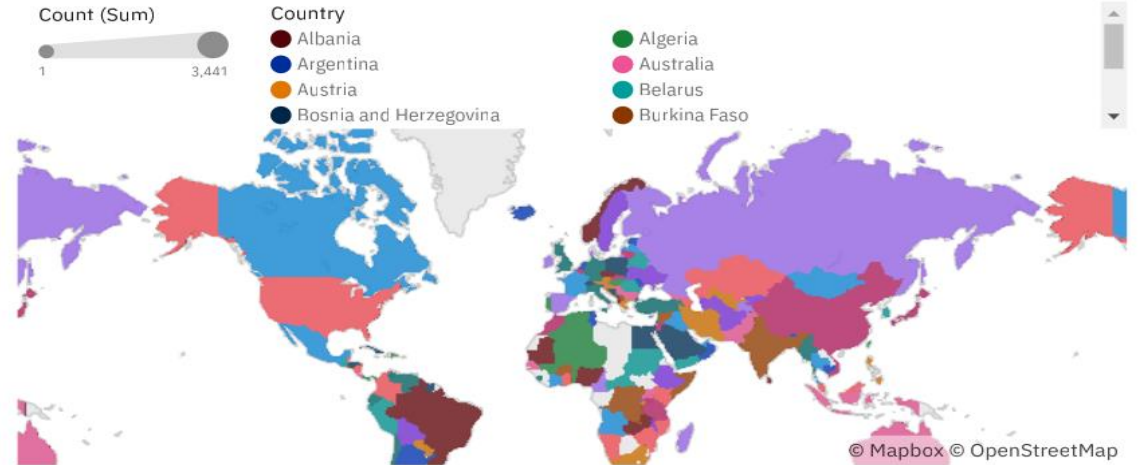 Count (Sum)
1
3,441
Country
Albania
Argentina
Austria
Bosnia and Herzegovina
Algeria
Australia
Belarus
Burkina Faso
© Mapbox © OpenStreetMap